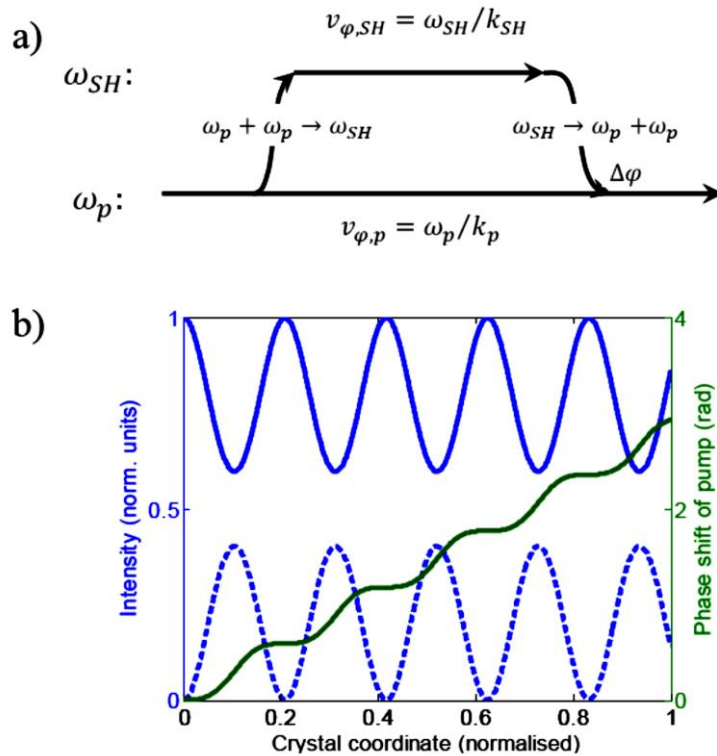 a)
v_{φ,SH} = ω_{SH}/k_{SH}
ω_{SH}:
ω_p + ω_p → ω_{SH}
ω_{SH} → ω_p + ω_p
Δφ
ω_p:
v_{φ,p} = ω_p/k_p
b)
Intensity (norm. units)
1
0.5
0
4
2
0
Phase shift of pump (rad)
0 0.2 0.4 0.6 0.8 1
Crystal coordinate (normalised)